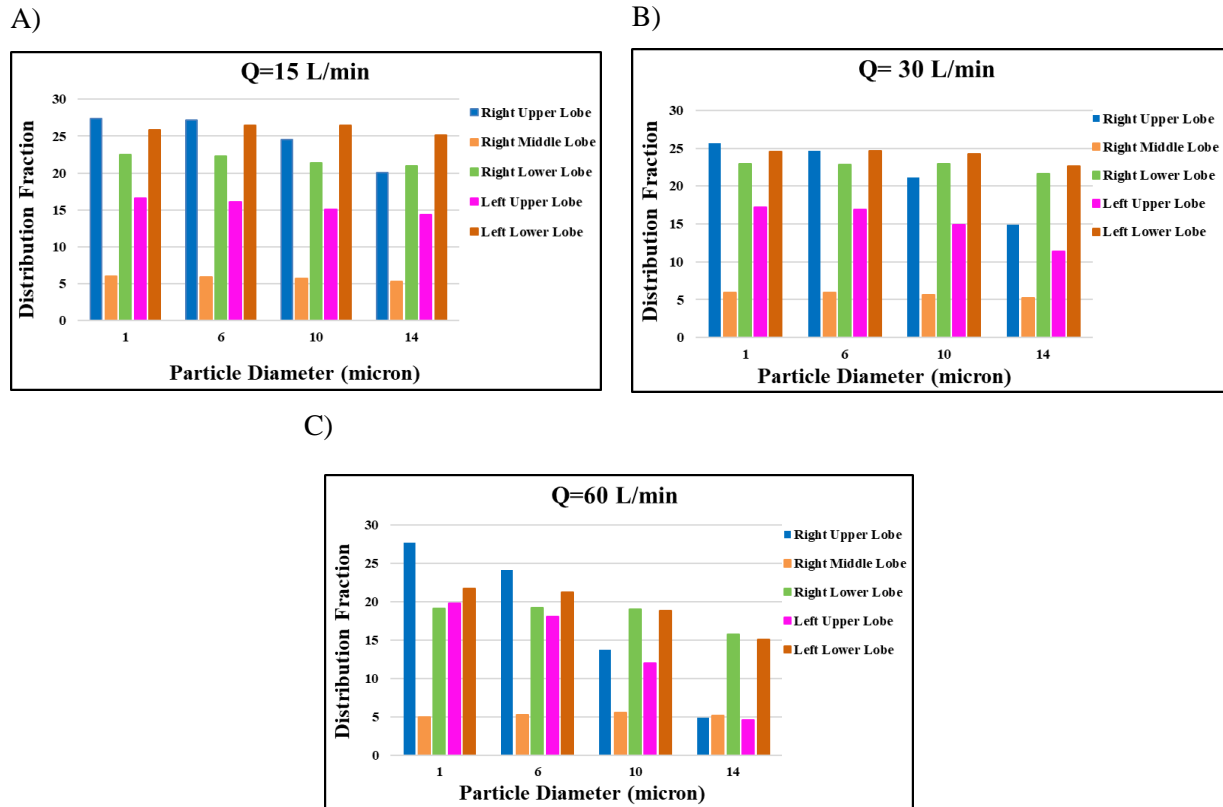 A)
Q=15 L/min
30
25
20
15
10
5
0
Distribution Fraction
1 6 10 14
Particle Diameter (micron)
Right Upper Lobe
Right Middle Lobe
Right Lower Lobe
Left Upper Lobe
Left Lower Lobe
B)
Q= 30 L/min
30
25
20
15
10
5
0
Distribution Fraction
1 6 10 14
Particle Diameter (micron)
Right Upper Lobe
Right Middle Lobe
Right Lower Lobe
Left Upper Lobe
Left Lower Lobe
C)
Q=60 L/min
30
25
20
15
10
5
0
Distribution Fraction
1 6 10 14
Particle Diameter (micron)
Right Upper Lobe
Right Middle Lobe
Right Lower Lobe
Left Upper Lobe
Left Lower Lobe